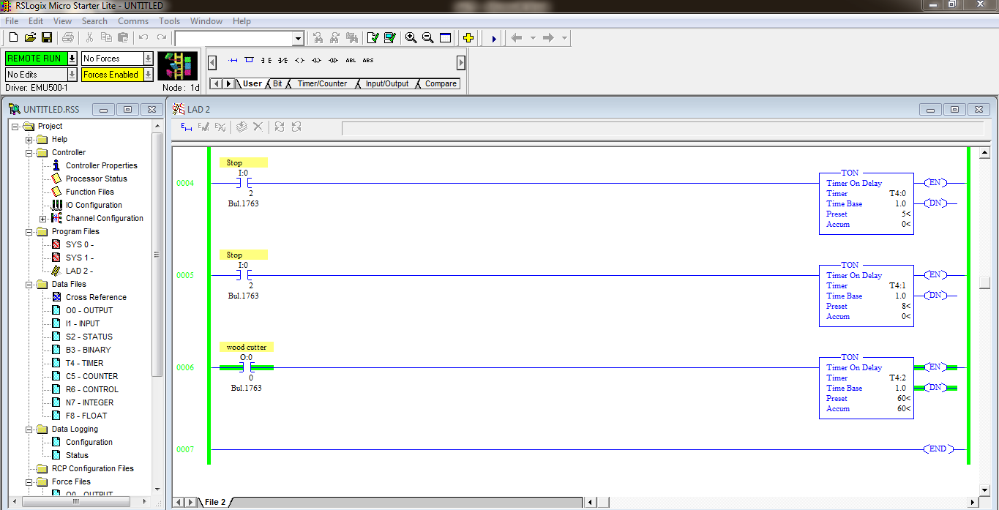 RSLogix Micro Starter Lite - UNTITLED
File Edit View Search Comms Tools Window Help
REMOTE RUN No Forces
No Edits Forces Enabled
Driver: EMU500-1 Node : 1d
ABL ABS
User Bit Timer/Counter Input/Output Compare
UNTITLED.RSS
Project
Help
Controller
Controller Properties
Processor Status
Function Files
IO Configuration
Channel Configuration
Program Files
SYS 0 -
SYS 1 -
LAD 2 -
Data Files
Cross Reference
O0 - OUTPUT
I1 - INPUT
S2 - STATUS
B3 - BINARY
T4 - TIMER
C5 - COUNTER
R6 - CONTROL
N7 - INTEGER
F8 - FLOAT
Data Logging
Configuration
Status
RCP Configuration Files
Force Files
O0 - OUTPUT
LAD 2
0004
Stop
I:0
2
Bul.1763
TON
Timer On Delay
Timer T4:0
Time Base 1.0
Preset 5<
Accum 0<
EN
DN
0005
Stop
I:0
2
Bul.1763
TON
Timer On Delay
Timer T4:1
Time Base 1.0
Preset 8<
Accum 0<
EN
DN
0006
wood cutter
O:0
0
Bul.1763
TON
Timer On Delay
Timer T4:2
Time Base 1.0
Preset 60<
Accum 60<
EN
DN
0007
END
File 2